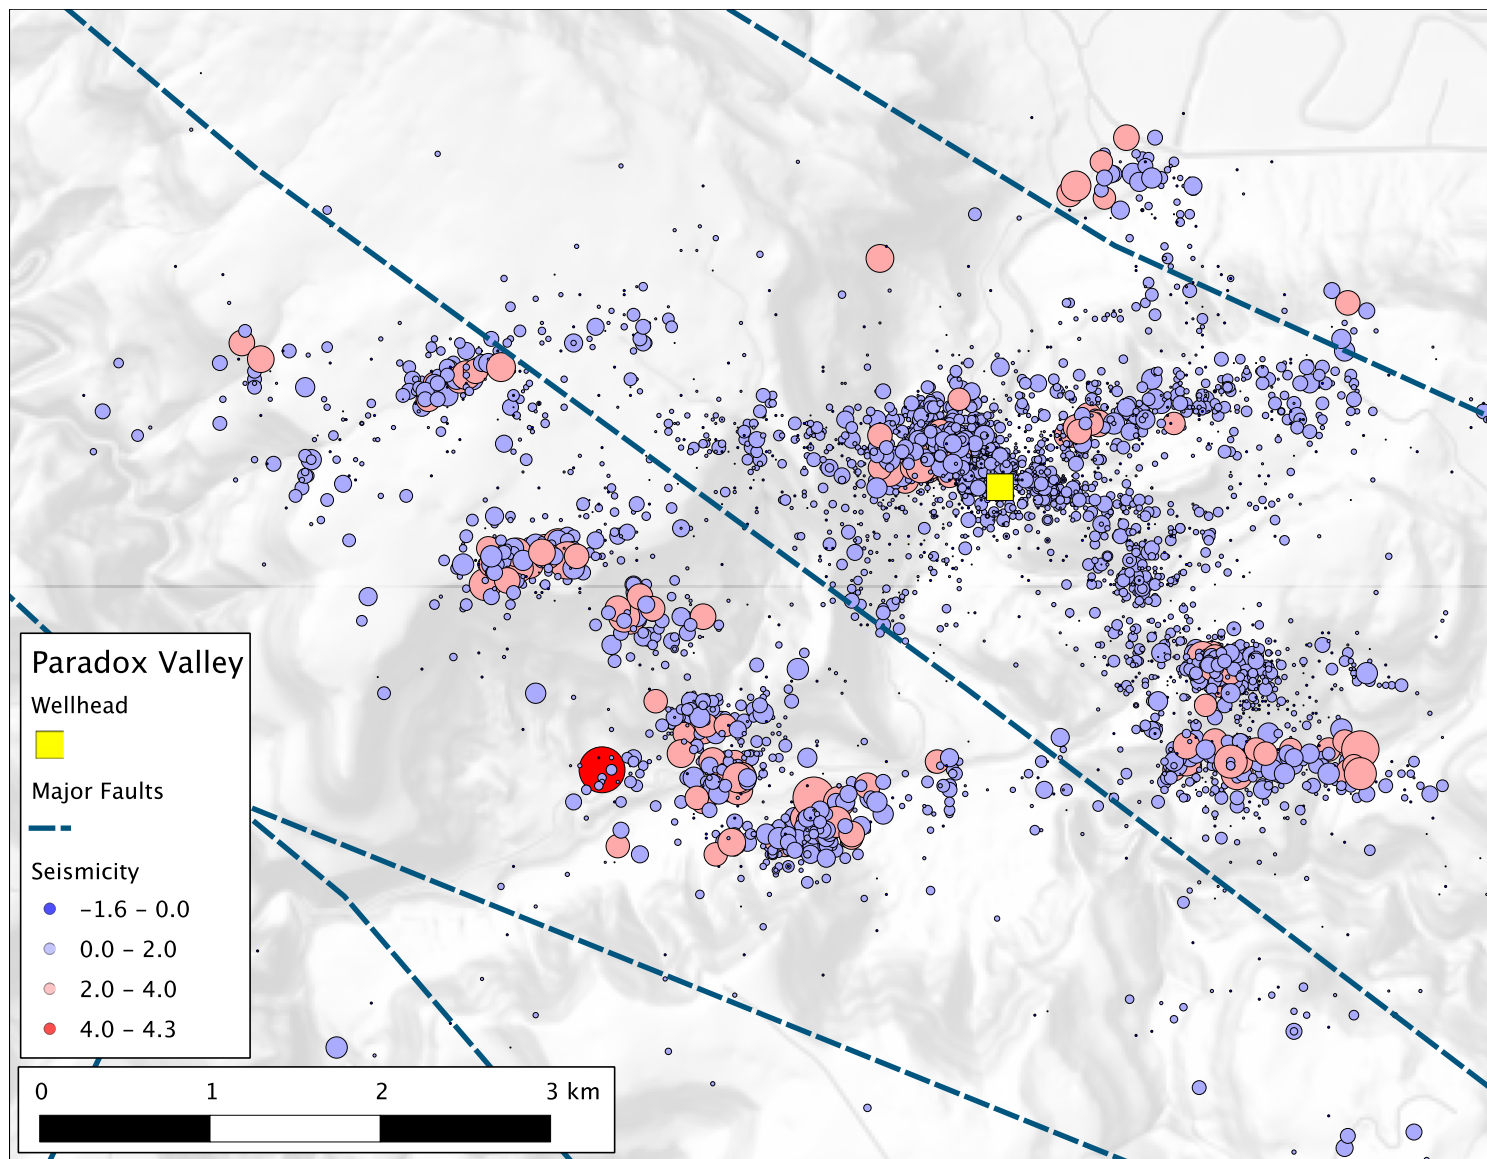 Paradox Valley
Wellhead
Major Faults
Seismicity
−1.6 – 0.0
0.0 – 2.0
2.0 – 4.0
4.0 – 4.3
0 1 2 3 km